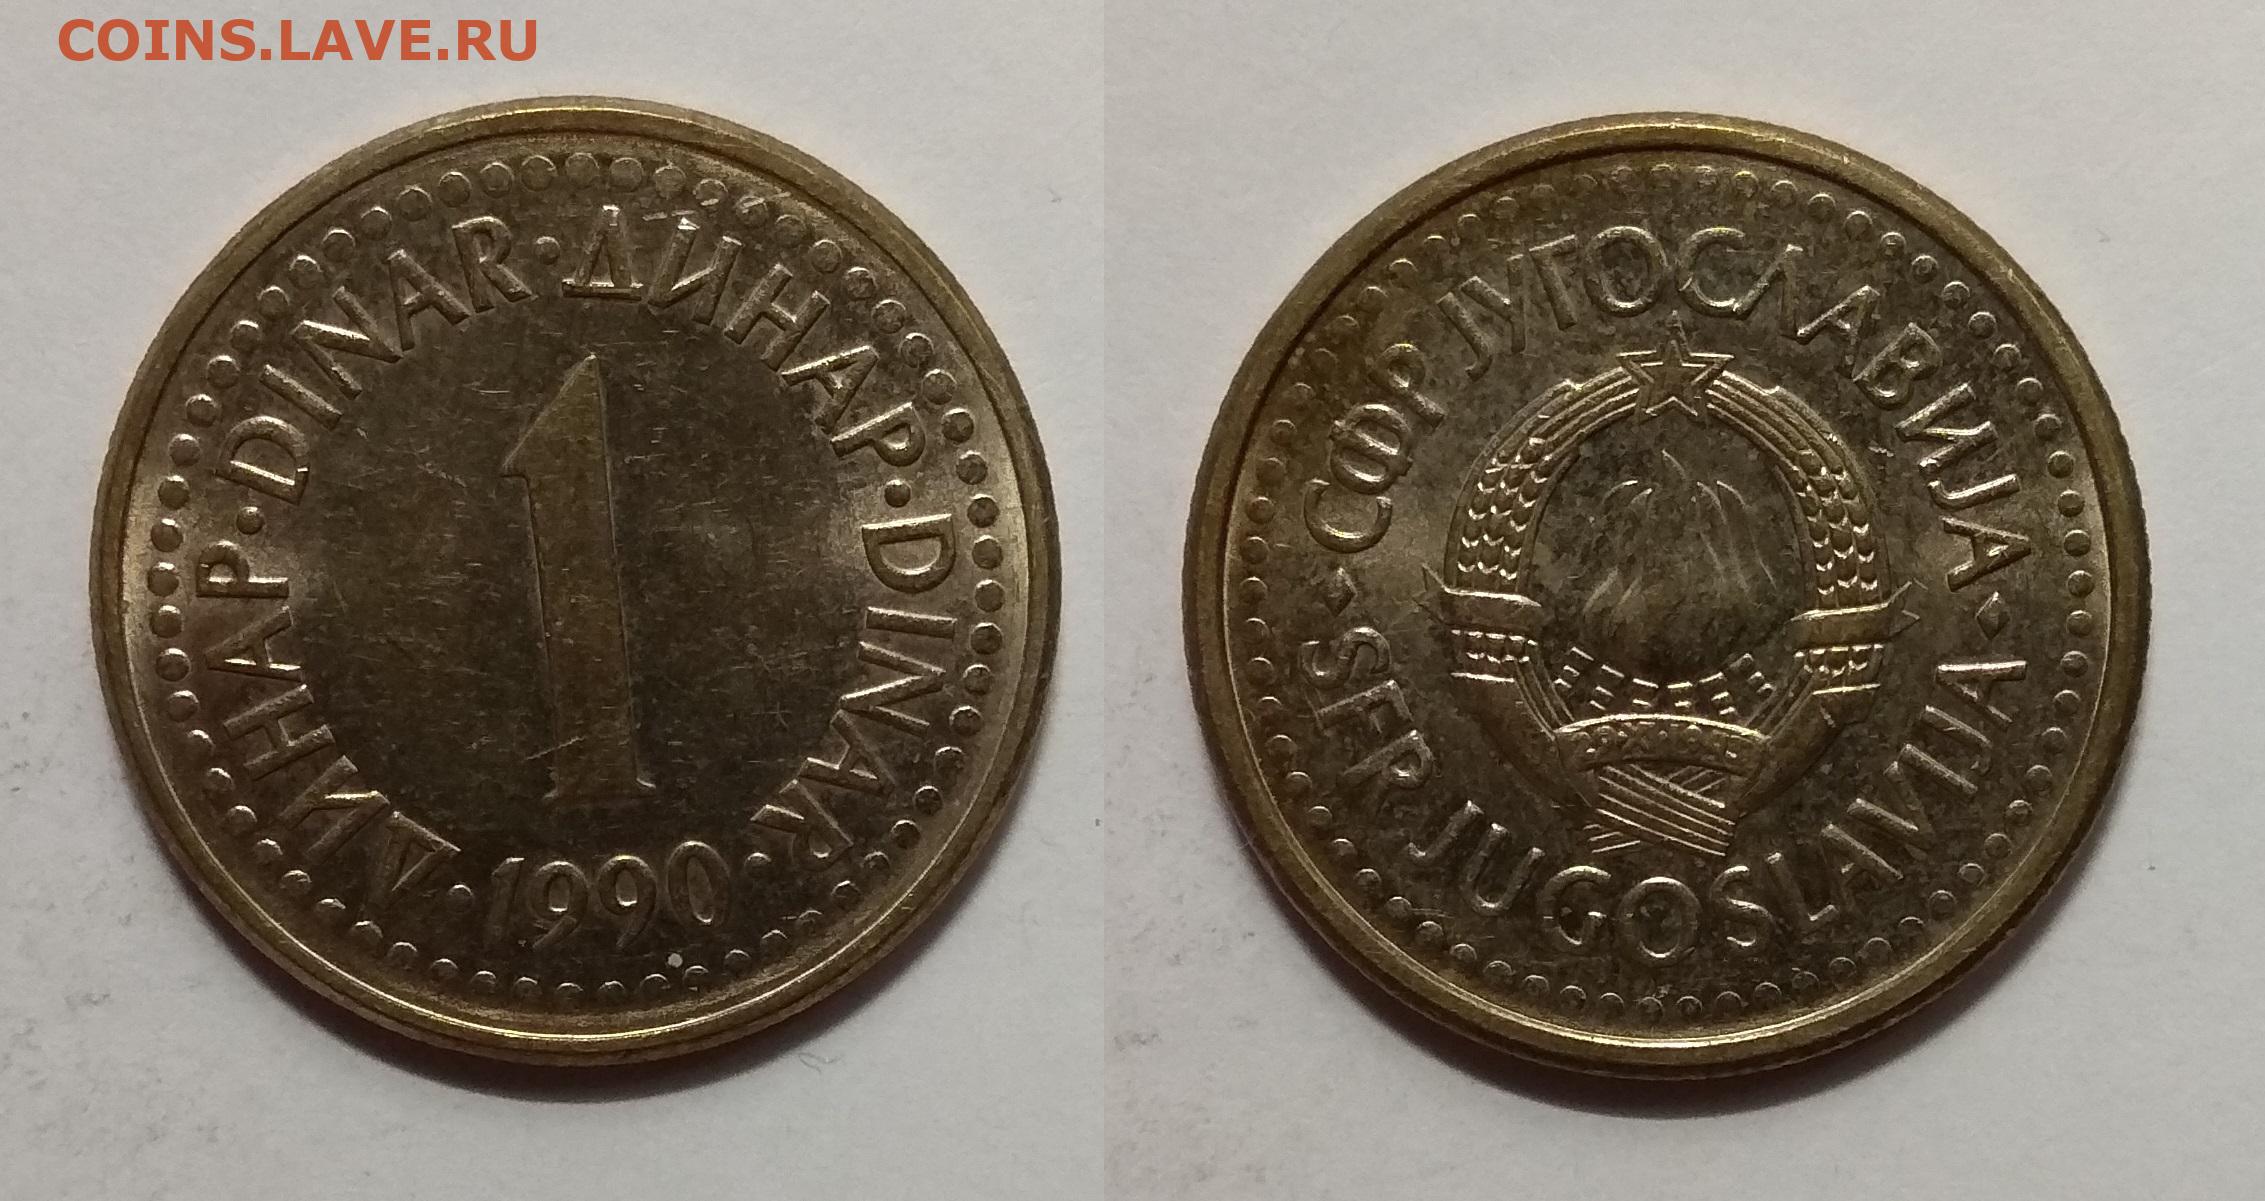 COINS.LAVE.RU
ДИНАР · DINAR · ДИНАР · DINAR
1
· 1990 ·
СФР ЈУГОСЛАВИЈА
SFR JUGOSLAVIJA